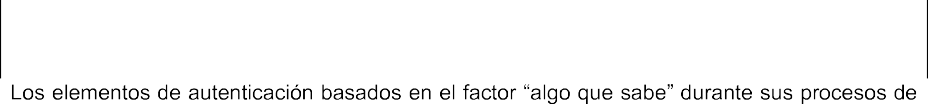 Los elementos de autenticación basados en el factor “algo que sabe” durante sus procesos de